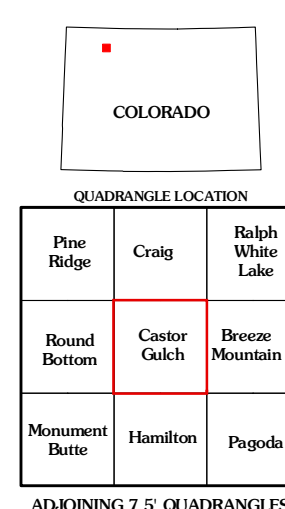 COLORADO
QUADRANGLE LOCATION
Pine
Ridge
Craig
Ralph
White
Lake
Round
Bottom
Castor
Gulch
Breeze
Mountain
Monument
Butte
Hamilton
Pagoda
ADJOINING 7.5' QUADRANGLES